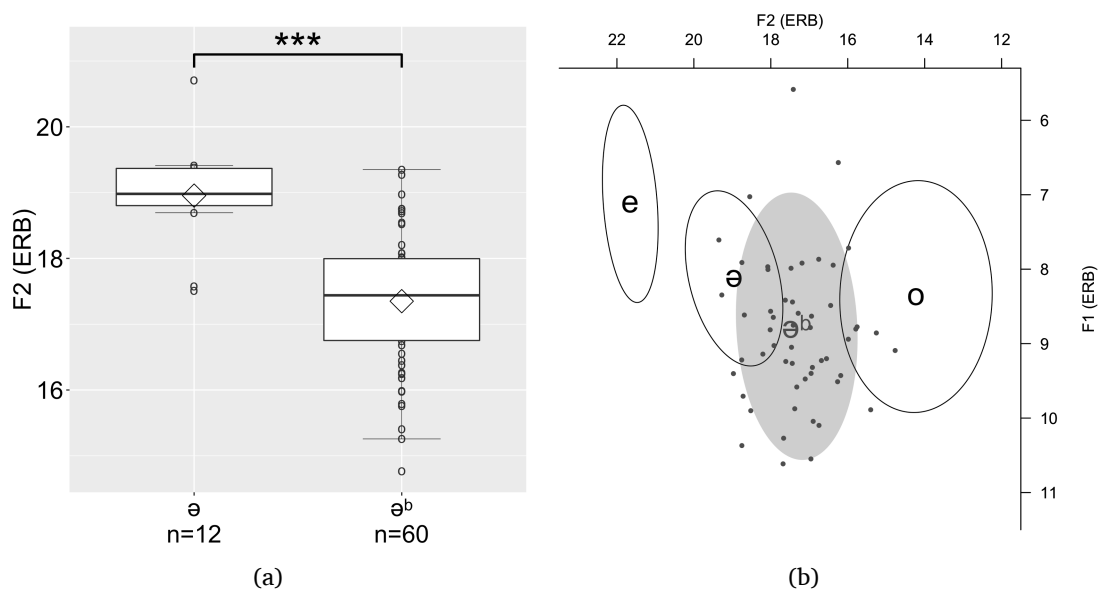 ***
F2 (ERB)
20
18
16
ə
əᵇ
n=12
n=60
(a)
F2 (ERB)
22 20 18 16 14 12
6
7
8
9
10
11
F1 (ERB)
e
ə
əᵇ
o
(b)